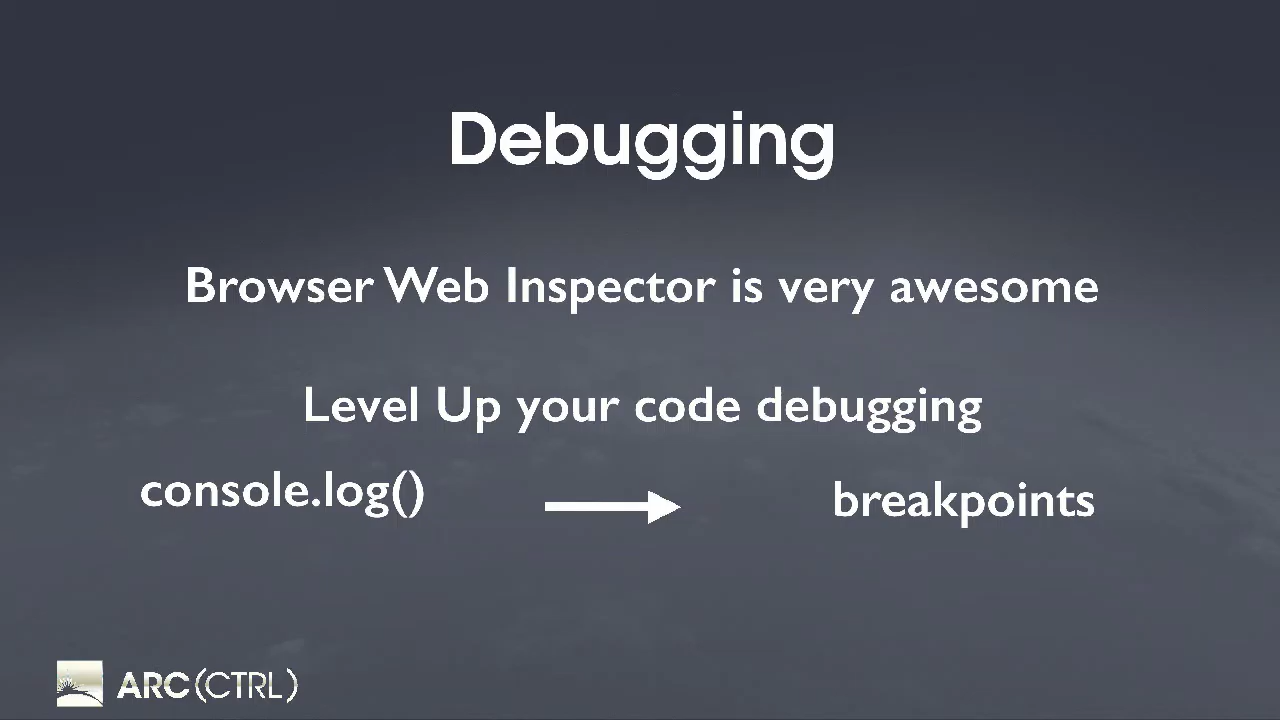 Debugging
Browser Web Inspector is very awesome
Level Up your code debugging
console.log()
breakpoints
ARC(CTRL)